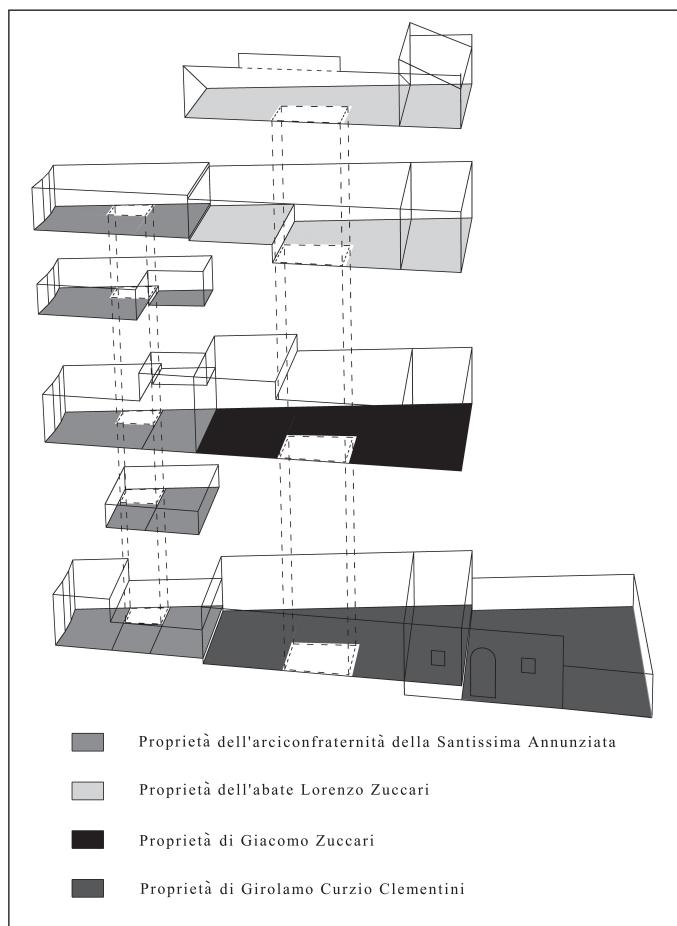 Proprietà dell'arciconfraternità della Santissima Annunziata
Proprietà dell'abate Lorenzo Zuccari
Proprietà di Giacomo Zuccari
Proprietà di Girolamo Curzio Clementini